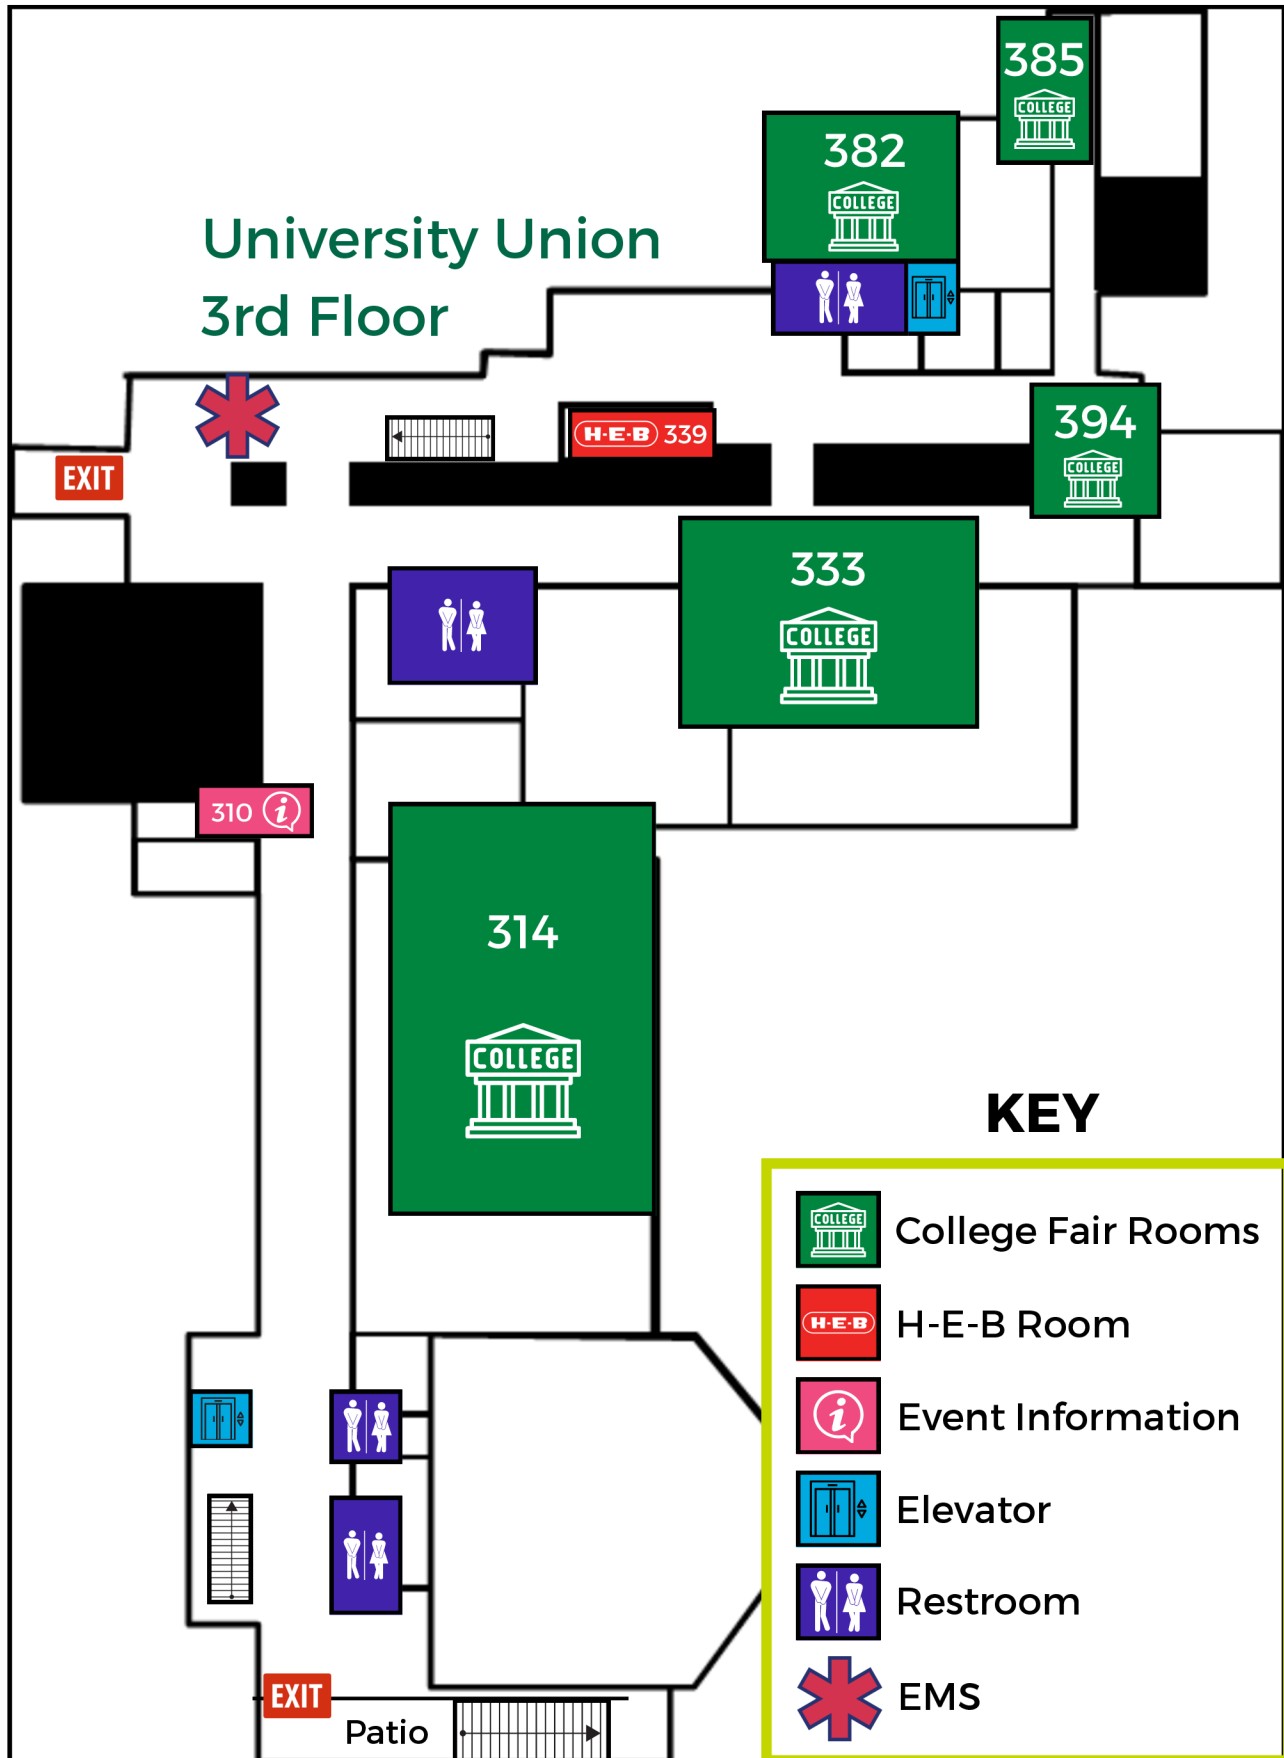 385
COLLEGE
382
COLLEGE
University Union
3rd Floor
394
COLLEGE
H-E-B 339
EXIT
333
COLLEGE
310 i
314
COLLEGE
KEY
COLLEGE College Fair Rooms
H-E-B H-E-B Room
i Event Information
Elevator
Restroom
EMS
EXIT
Patio